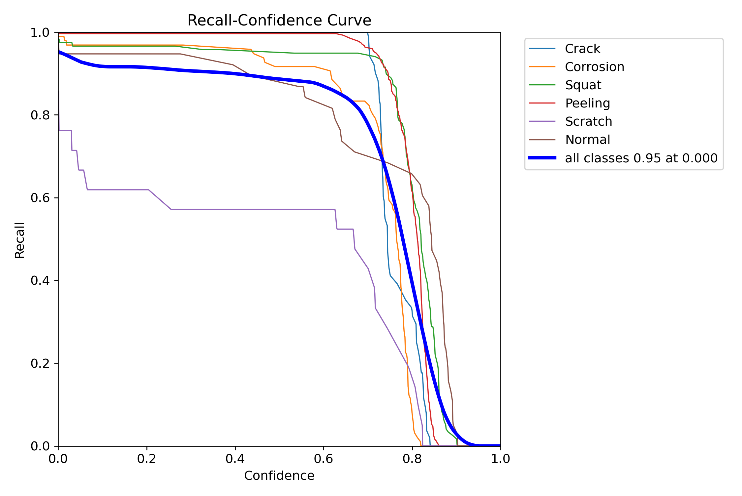 Recall-Confidence Curve
1.0
0.8
0.6
0.4
0.2
0.0
Recall
0.0 0.2 0.4 0.6 0.8 1.0
Confidence
Crack
Corrosion
Squat
Peeling
Scratch
Normal
all classes 0.95 at 0.000